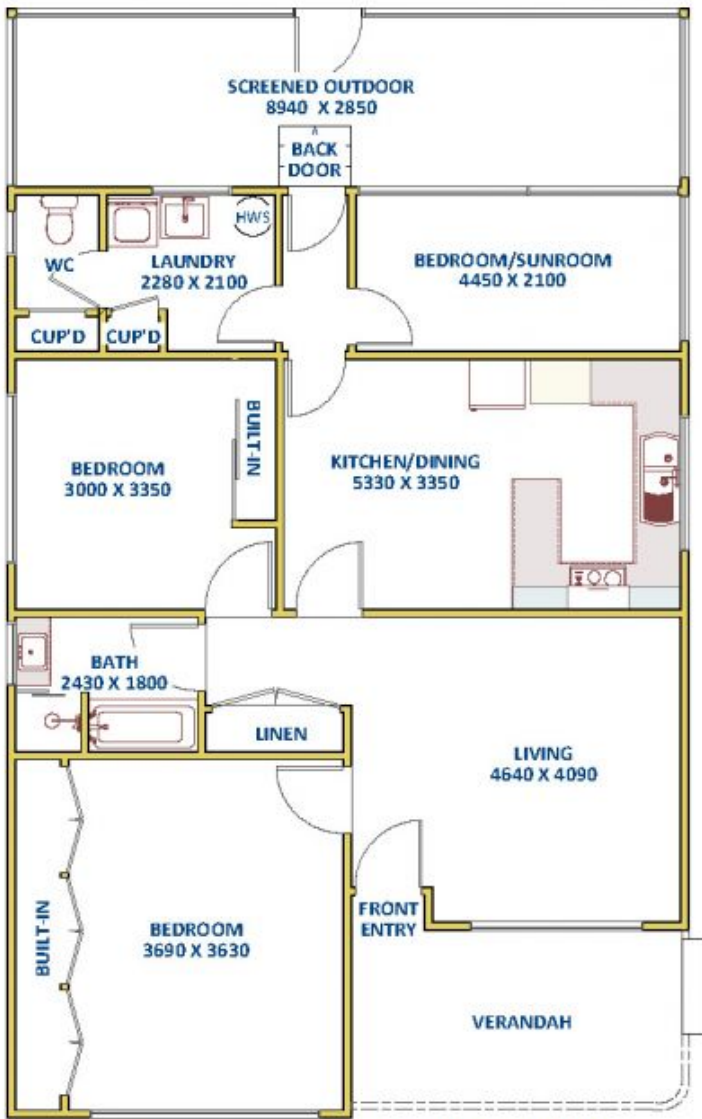 SCREENED OUTDOOR
8940 X 2850
BACK
DOOR
HWS
WC
LAUNDRY
2280 X 2100
BEDROOM/SUNROOM
4450 X 2100
CUP'D
CUP'D
BUILT-IN
BEDROOM
3000 X 3350
KITCHEN/DINING
5330 X 3350
BATH
2430 X 1800
LINEN
LIVING
4640 X 4090
FRONT
ENTRY
BUILT-IN
BEDROOM
3690 X 3630
VERANDAH